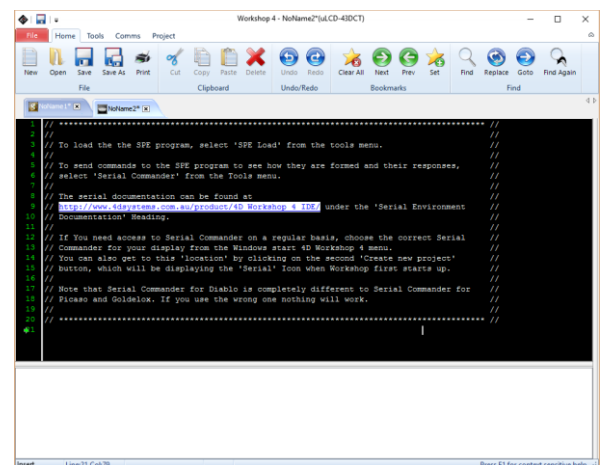 Workshop 4 - NoName2*(uLCD-43DCT)
File Home Tools Comms Project
New Open Save Save As Print Cut Copy Paste Delete Undo Redo Clear All Next Prev Set Find Replace Goto Find Again
File Clipboard Undo/Redo Bookmarks Find
NoName1* NoName2*
1 // ************************************************************************************ //
2 // //
3 // To load the the SPE program, select 'SPE Load' from the tools menu. //
4 // //
5 // To send commands to the SPE program to see how they are formed and their responses, //
6 // select 'Serial Commander' from the Tools menu. //
7 // //
8 // The serial documentation can be found at //
9 // http://www.4dsystems.com.au/product/4D Workshop 4 IDE/ under the 'Serial Environment //
10 // Documentation' Heading. //
11 // //
12 // If You need access to Serial Commander on a regular basis, choose the correct Serial //
13 // Commander for your display from the Windows start 4D Workshop 4 menu. //
14 // You can also get to this 'location' by clicking on the second 'Create new project' //
15 // button, which will be displaying the 'Serial' Icon when Workshop first starts up. //
16 // //
17 // Note that Serial Commander for Diablo is completely different to Serial Commander for //
18 // Picaso and Goldelox. If you use the wrong one nothing will work. //
19 // //
20 // ************************************************************************************ //
21
Insert Line:21 Col:79 Press F1 for context sensitive help